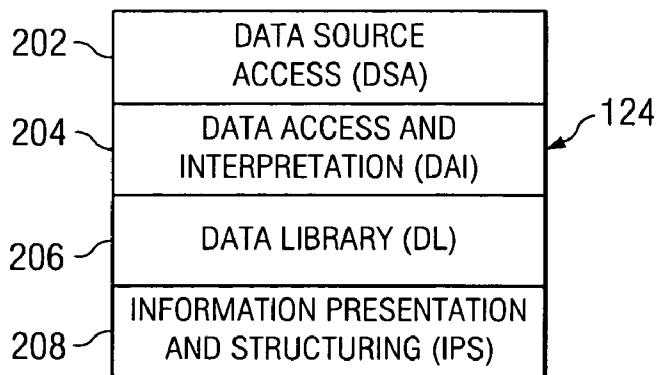 202
DATA SOURCE
ACCESS (DSA)
204
DATA ACCESS AND
INTERPRETATION (DAI)
124
206
DATA LIBRARY (DL)
208
INFORMATION PRESENTATION
AND STRUCTURING (IPS)